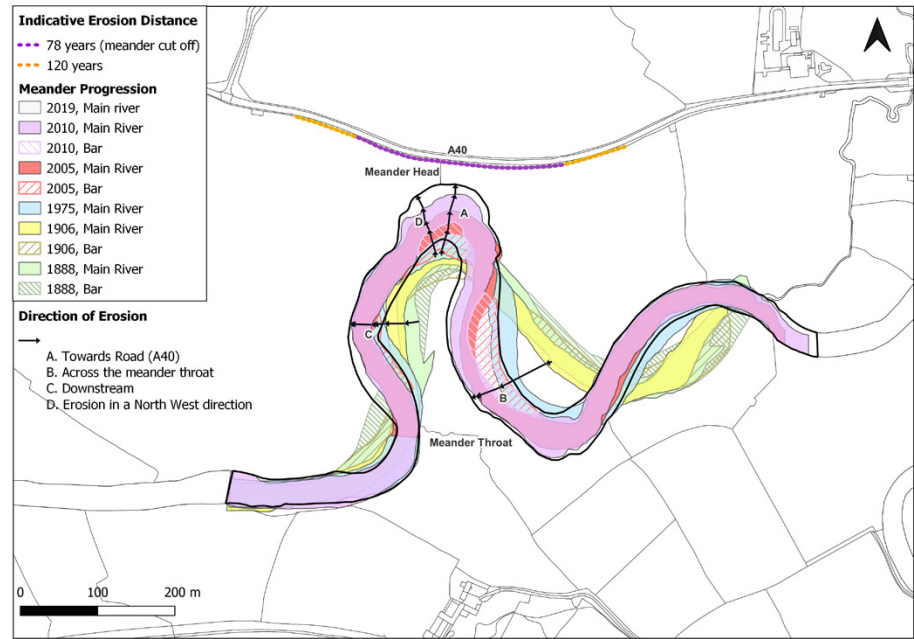 Indicative Erosion Distance
78 years (meander cut off)
120 years
Meander Progression
2019, Main river
2010, Main River
2010, Bar
2005, Main River
2005, Bar
1975, Main River
1906, Main River
1906, Bar
1888, Main River
1888, Bar
Direction of Erosion
A. Towards Road (A40)
B. Across the meander throat
C. Downstream
D. Erosion in a North West direction
A40
Meander Head
A
D
C
B
Meander Throat
0 100 200 m